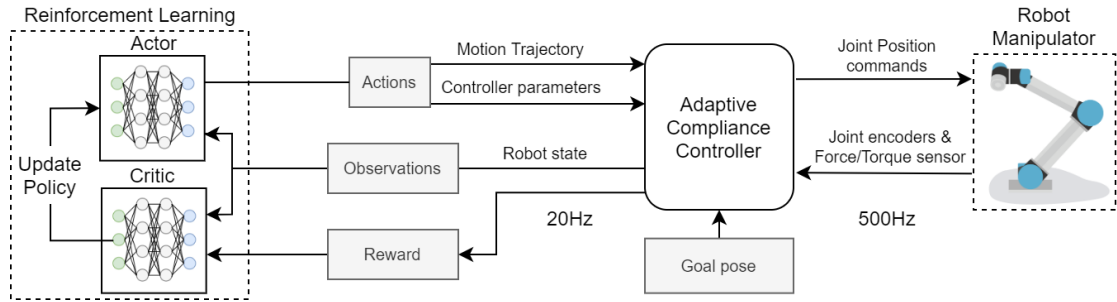 Reinforcement Learning
Actor
Update
Policy
Critic
Actions
Motion Trajectory
Controller parameters
Observations
Robot state
Reward
20Hz
Adaptive
Compliance
Controller
Goal pose
Joint Position
commands
Joint encoders &
Force/Torque sensor
500Hz
Robot
Manipulator